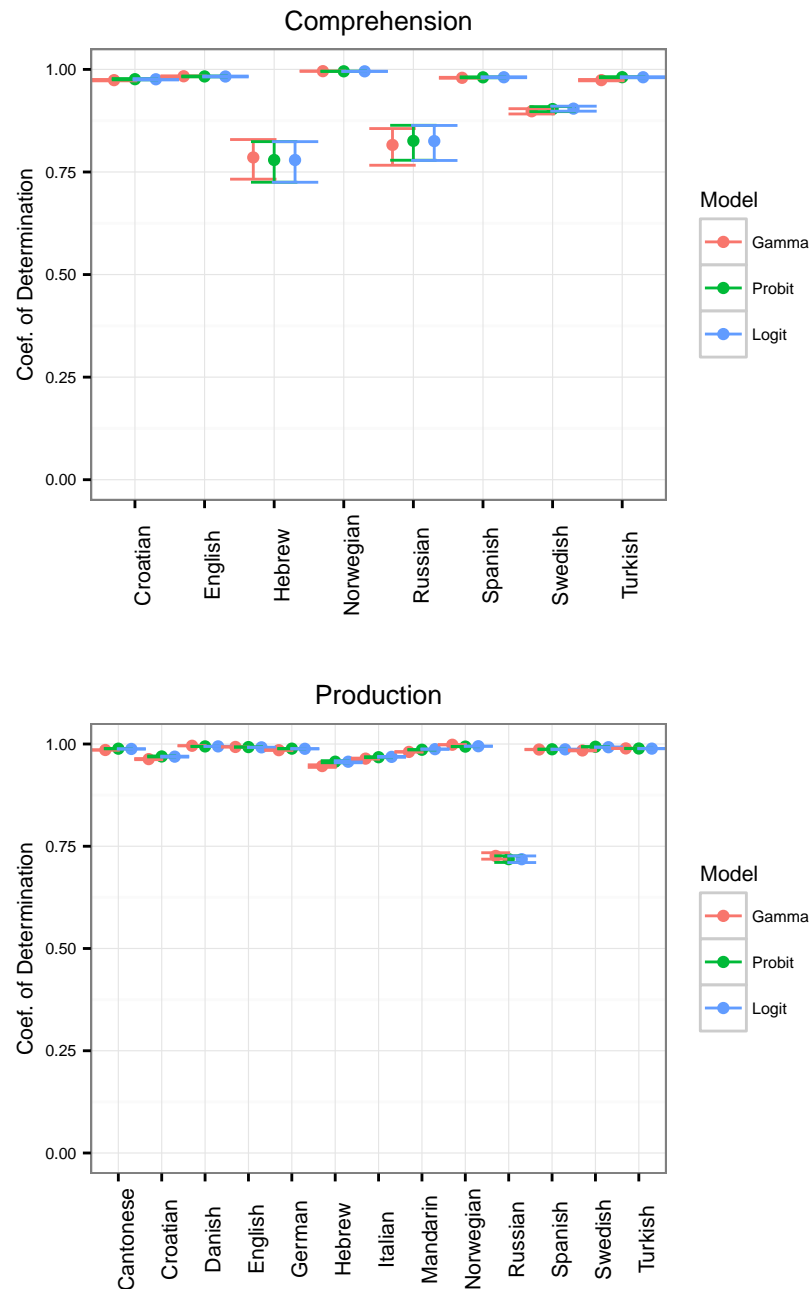 Comprehension
1.00
0.75
0.50
0.25
0.00
Coef. of Determination
Croatian
English
Hebrew
Norwegian
Russian
Spanish
Swedish
Turkish
Model
Gamma
Probit
Logit
Production
1.00
0.75
0.50
0.25
0.00
Coef. of Determination
Cantonese
Croatian
Danish
English
German
Hebrew
Italian
Mandarin
Norwegian
Russian
Spanish
Swedish
Turkish
Model
Gamma
Probit
Logit